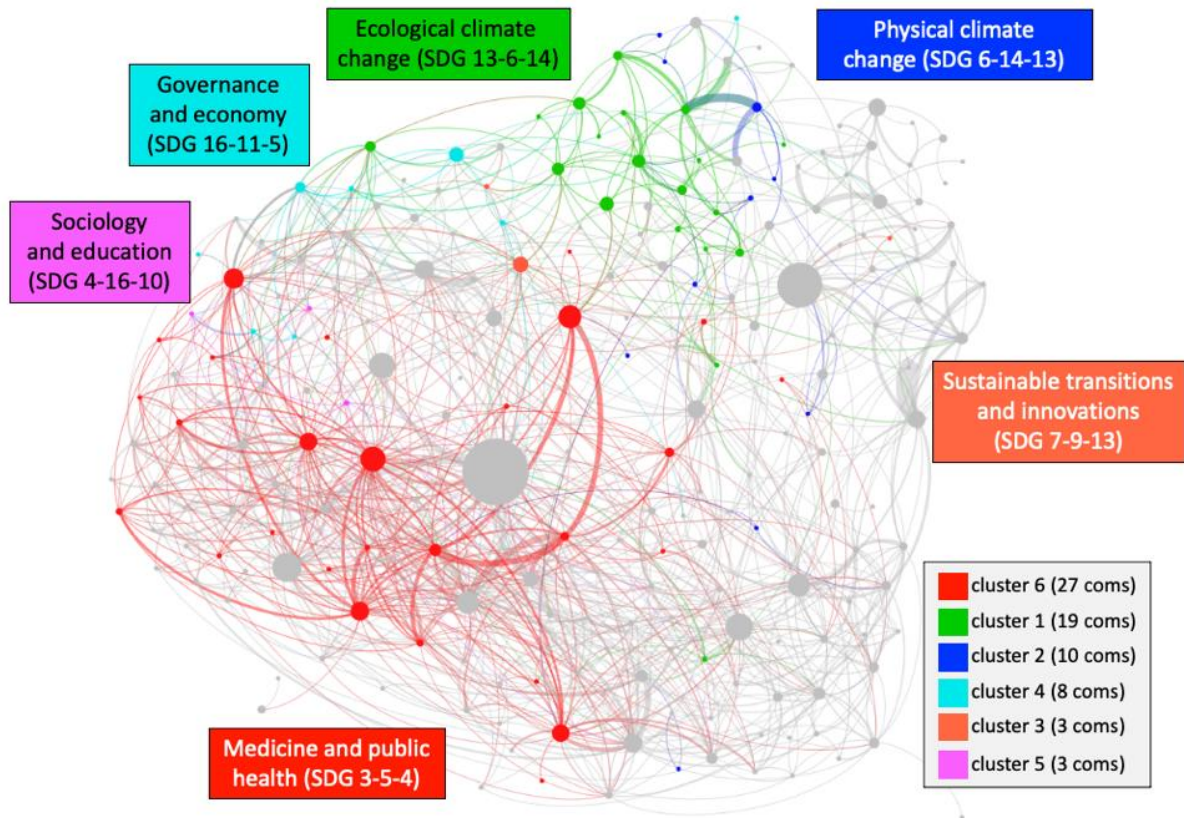 Ecological climate
change (SDG 13-6-14)
Physical climate
change (SDG 6-14-13)
Governance
and economy
(SDG 16-11-5)
Sociology
and education
(SDG 4-16-10)
Sustainable transitions
and innovations
(SDG 7-9-13)
cluster 6 (27 coms)
cluster 1 (19 coms)
cluster 2 (10 coms)
cluster 4 (8 coms)
cluster 3 (3 coms)
cluster 5 (3 coms)
Medicine and public
health (SDG 3-5-4)